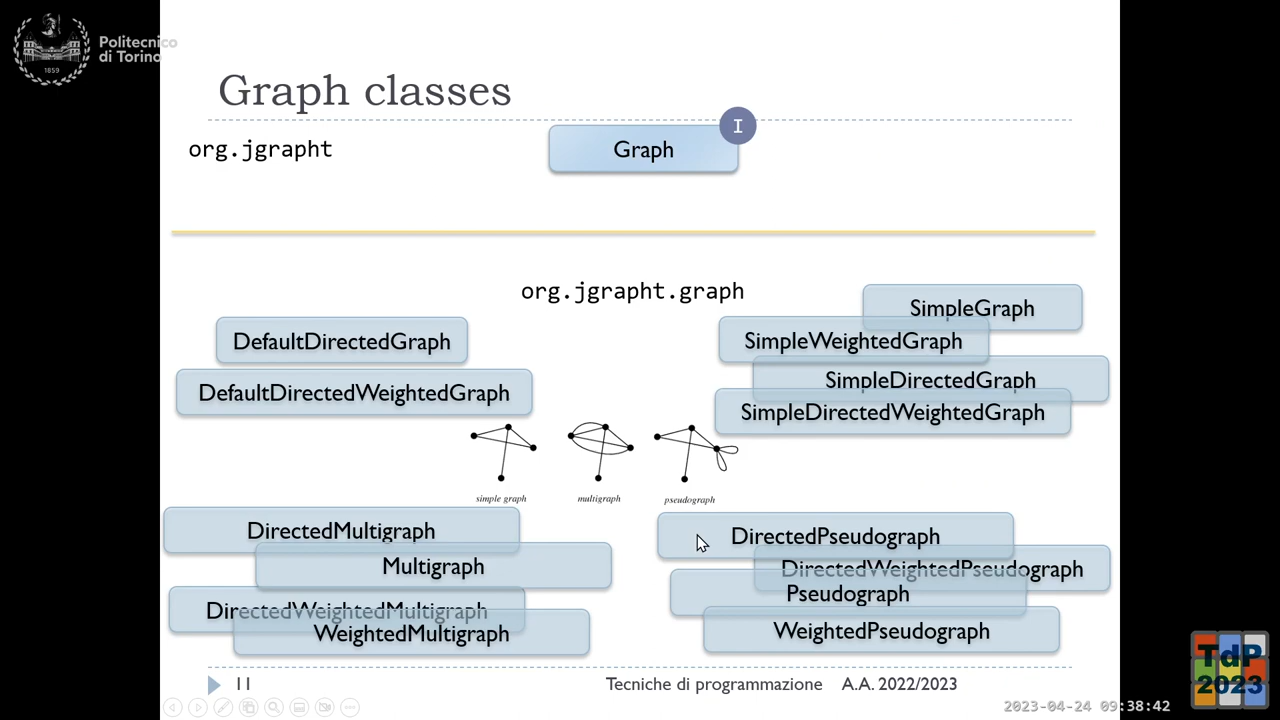 Politecnico
di Torino
1859
Graph classes
I
org.jgrapht
Graph
org.jgrapht.graph
SimpleGraph
DefaultDirectedGraph
SimpleWeightedGraph
SimpleDirectedGraph
DefaultDirectedWeightedGraph
SimpleDirectedWeightedGraph
simple graph
multigraph
pseudograph
DirectedMultigraph
DirectedPseudograph
Multigraph
DirectedWeightedPseudograph
Pseudograph
DirectedWeightedMultigraph
WeightedMultigraph
WeightedPseudograph
11
Tecniche di programmazione A.A. 2022/2023
TdP
2023
2023-04-24 09:38:42